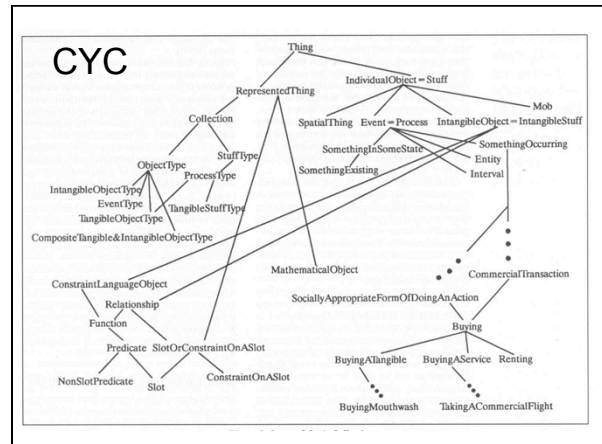 CYC
Thing
RepresentedThing
IndividualObject = Stuff
Collection
SpatialThing
Event = Process
IntangibleObject = IntangibleStuff
Mob
ObjectType
StuffType
SomethingInSomeState
SomethingOccurring
IntangibleObjectType
ProcessType
SomethingExisting
Entity
EventType
Interval
TangibleObjectType
TangibleStuffType
CompositeTangible&IntangibleObjectType
ConstraintLanguageObject
MathematicalObject
CommercialTransaction
Relationship
SociallyAppropriateFormOfDoingAnAction
Function
Buying
Predicate
SlotOrConstraintOnASlot
BuyingATangible
BuyingAService
Renting
NonSlotPredicate
Slot
ConstraintOnASlot
BuyingMouthwash
TakingACommercialFlight